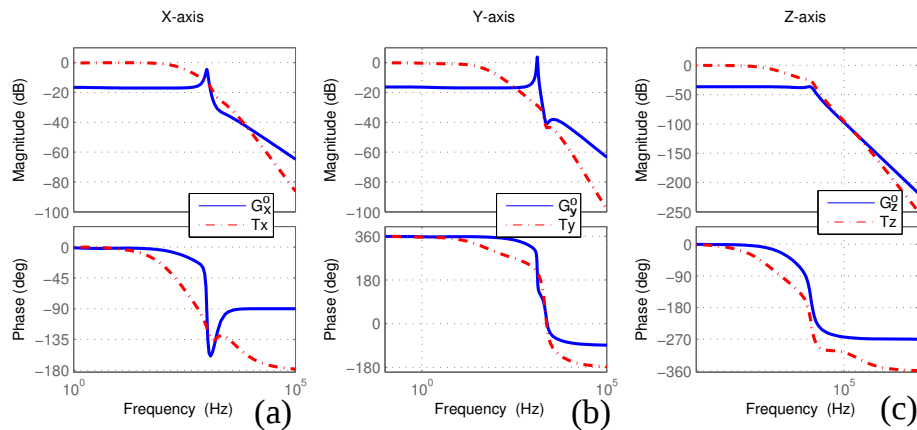 X-axis
Y-axis
Z-axis
Magnitude (dB)
0
−20
−40
−60
−80
−100
G_x^o
Tx
Phase (deg)
0
−45
−90
−135
−180
10^0
10^5
Frequency (Hz)
(a)
Magnitude (dB)
0
−20
−40
−60
−80
−100
G_y^o
Ty
Phase (deg)
360
180
0
−180
10^0
10^5
Frequency (Hz)
(b)
Magnitude (dB)
0
−50
−100
−150
−200
−250
G_z^o
Tz
Phase (deg)
0
−90
−180
−270
−360
10^5
Frequency (Hz)
(c)